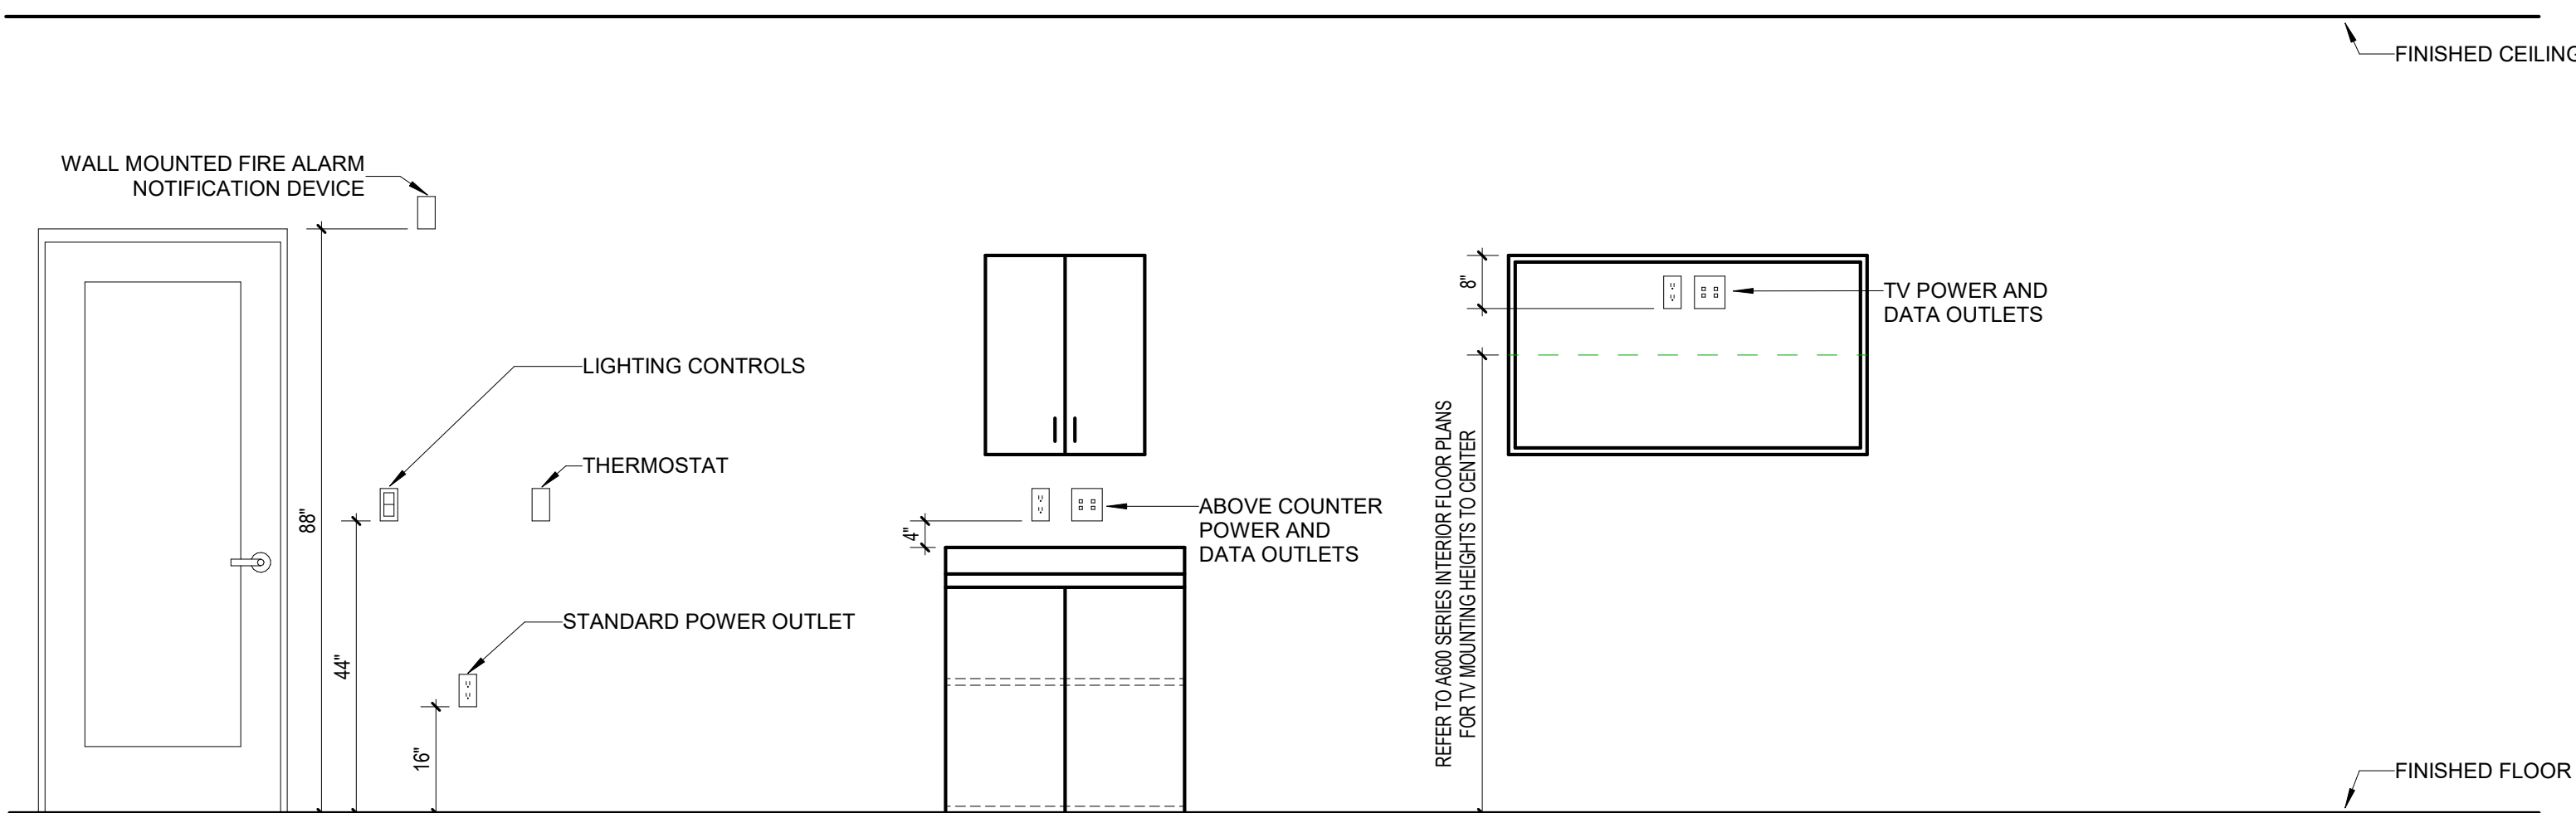 FINISHED CEILING
WALL MOUNTED FIRE ALARM
NOTIFICATION DEVICE
8"
TV POWER AND
DATA OUTLETS
LIGHTING CONTROLS
THERMOSTAT
88"
4"
ABOVE COUNTER
POWER AND
DATA OUTLETS
REFER TO A600 SERIES INTERIOR FLOOR PLANS
FOR TV MOUNTING HEIGHTS TO CENTER
44"
STANDARD POWER OUTLET
16"
FINISHED FLOOR